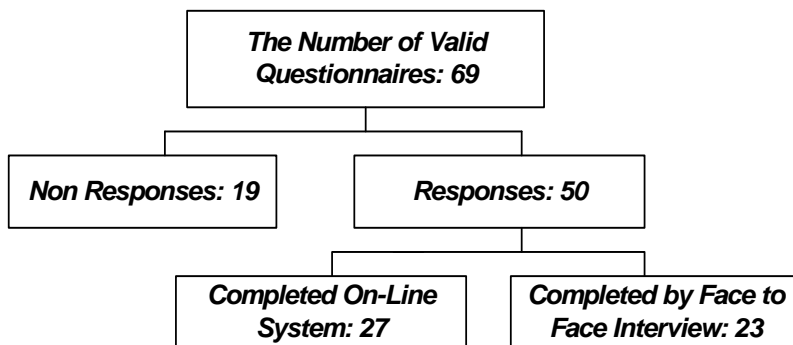 The Number of Valid
Questionnaires: 69
Non Responses: 19
Responses: 50
Completed On-Line
System: 27
Completed by Face to
Face Interview: 23